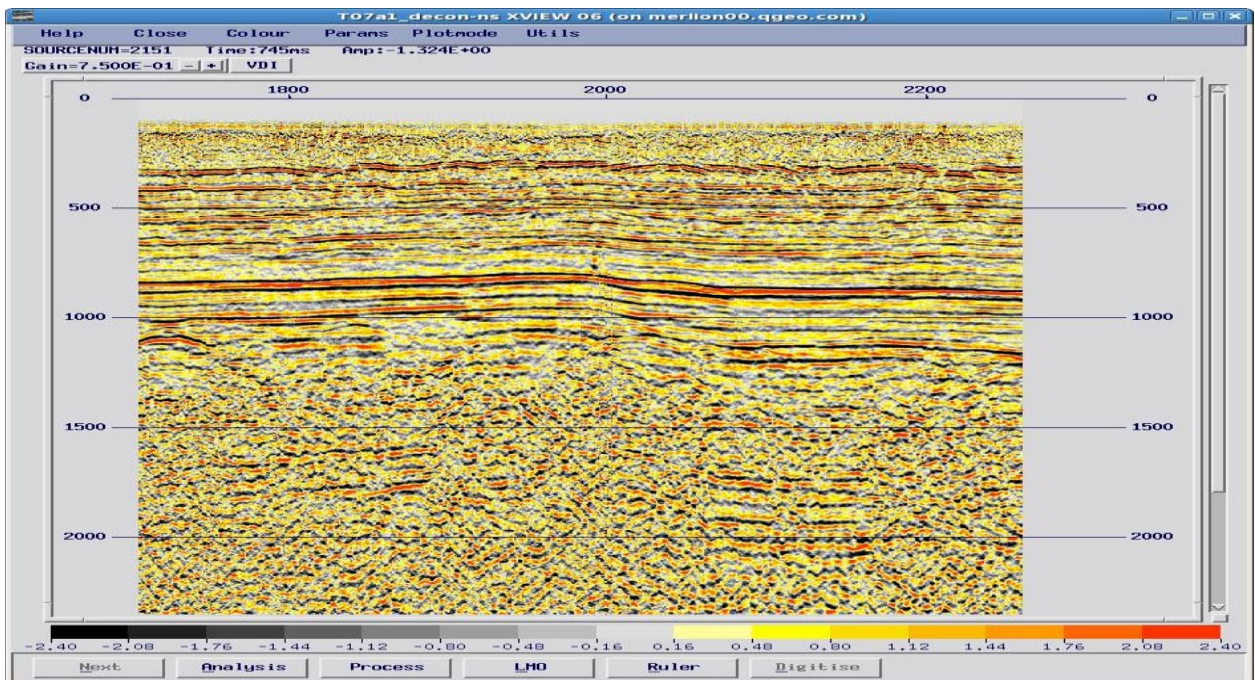 T07a1_decon-ns XVIEW 06 (on merlion00.qgeo.com)
Help Close Colour Params Plotmode Utils
SOURCENUM=2151 Time:745ms Amp:-1.324E+00
Gain=7.500E-01 - + VDI
1800 2000 2200
0 0
500 500
1000 1000
1500 1500
2000 2000
-2.40 -2.08 -1.76 -1.44 -1.12 -0.80 -0.48 -0.16 0.16 0.48 0.80 1.12 1.44 1.76 2.08 2.40
Next Analysis Process LMO Ruler Digitise